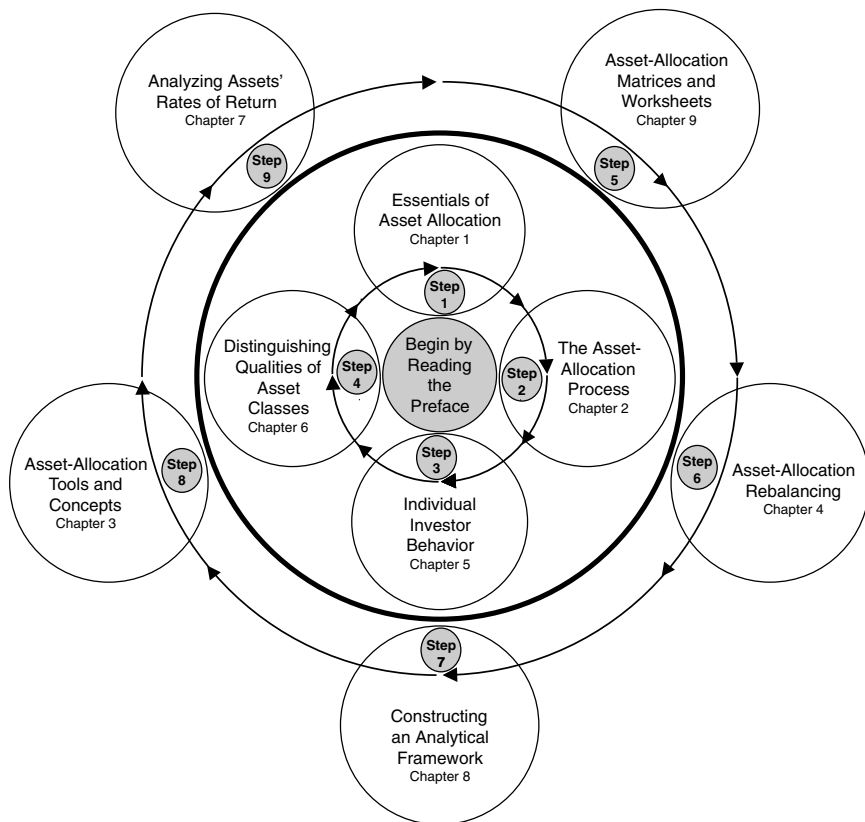 Analyzing Assets'
Rates of Return
Chapter 7
Step
9
Asset-Allocation
Matrices and
Worksheets
Chapter 9
Step
5
Essentials of
Asset Allocation
Chapter 1
Step
1
Distinguishing
Qualities of
Asset
Classes
Chapter 6
Step
4
Begin by
Reading
the
Preface
Step
2
The Asset-
Allocation
Process
Chapter 2
Step
3
Individual
Investor
Behavior
Chapter 5
Asset-Allocation
Tools and
Concepts
Chapter 3
Step
8
Step
6
Asset-Allocation
Rebalancing
Chapter 4
Step
7
Constructing
an Analytical
Framework
Chapter 8